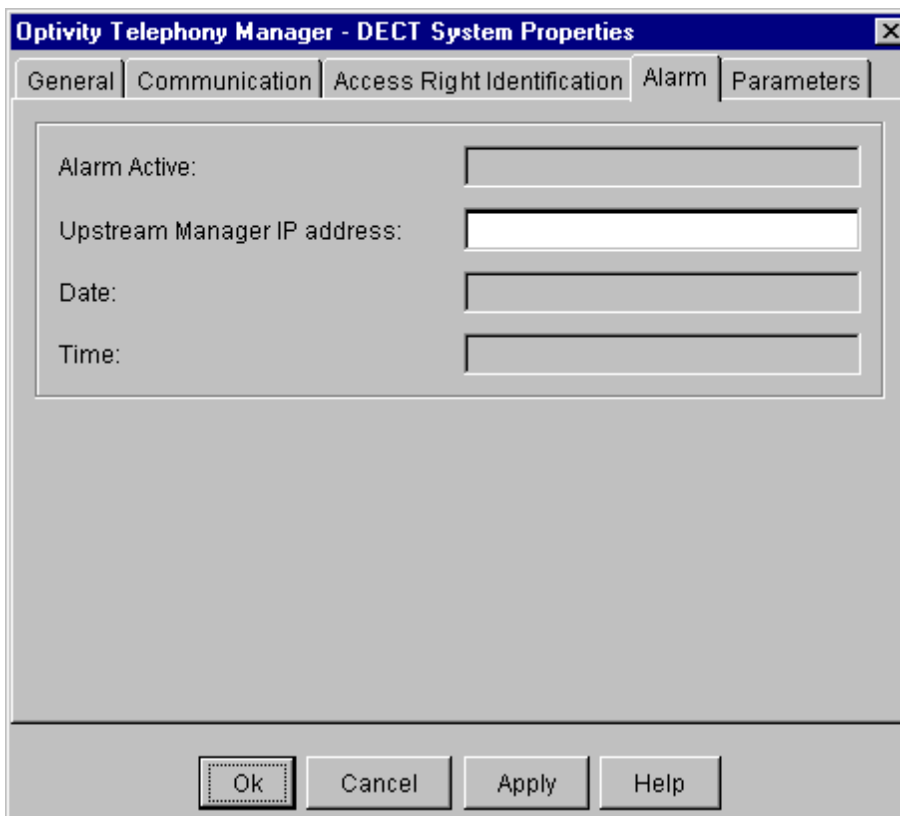 Optivity Telephony Manager - DECT System Properties
General Communication Access Right Identification Alarm Parameters
Alarm Active:
Upstream Manager IP address:
Date:
Time:
Ok Cancel Apply Help